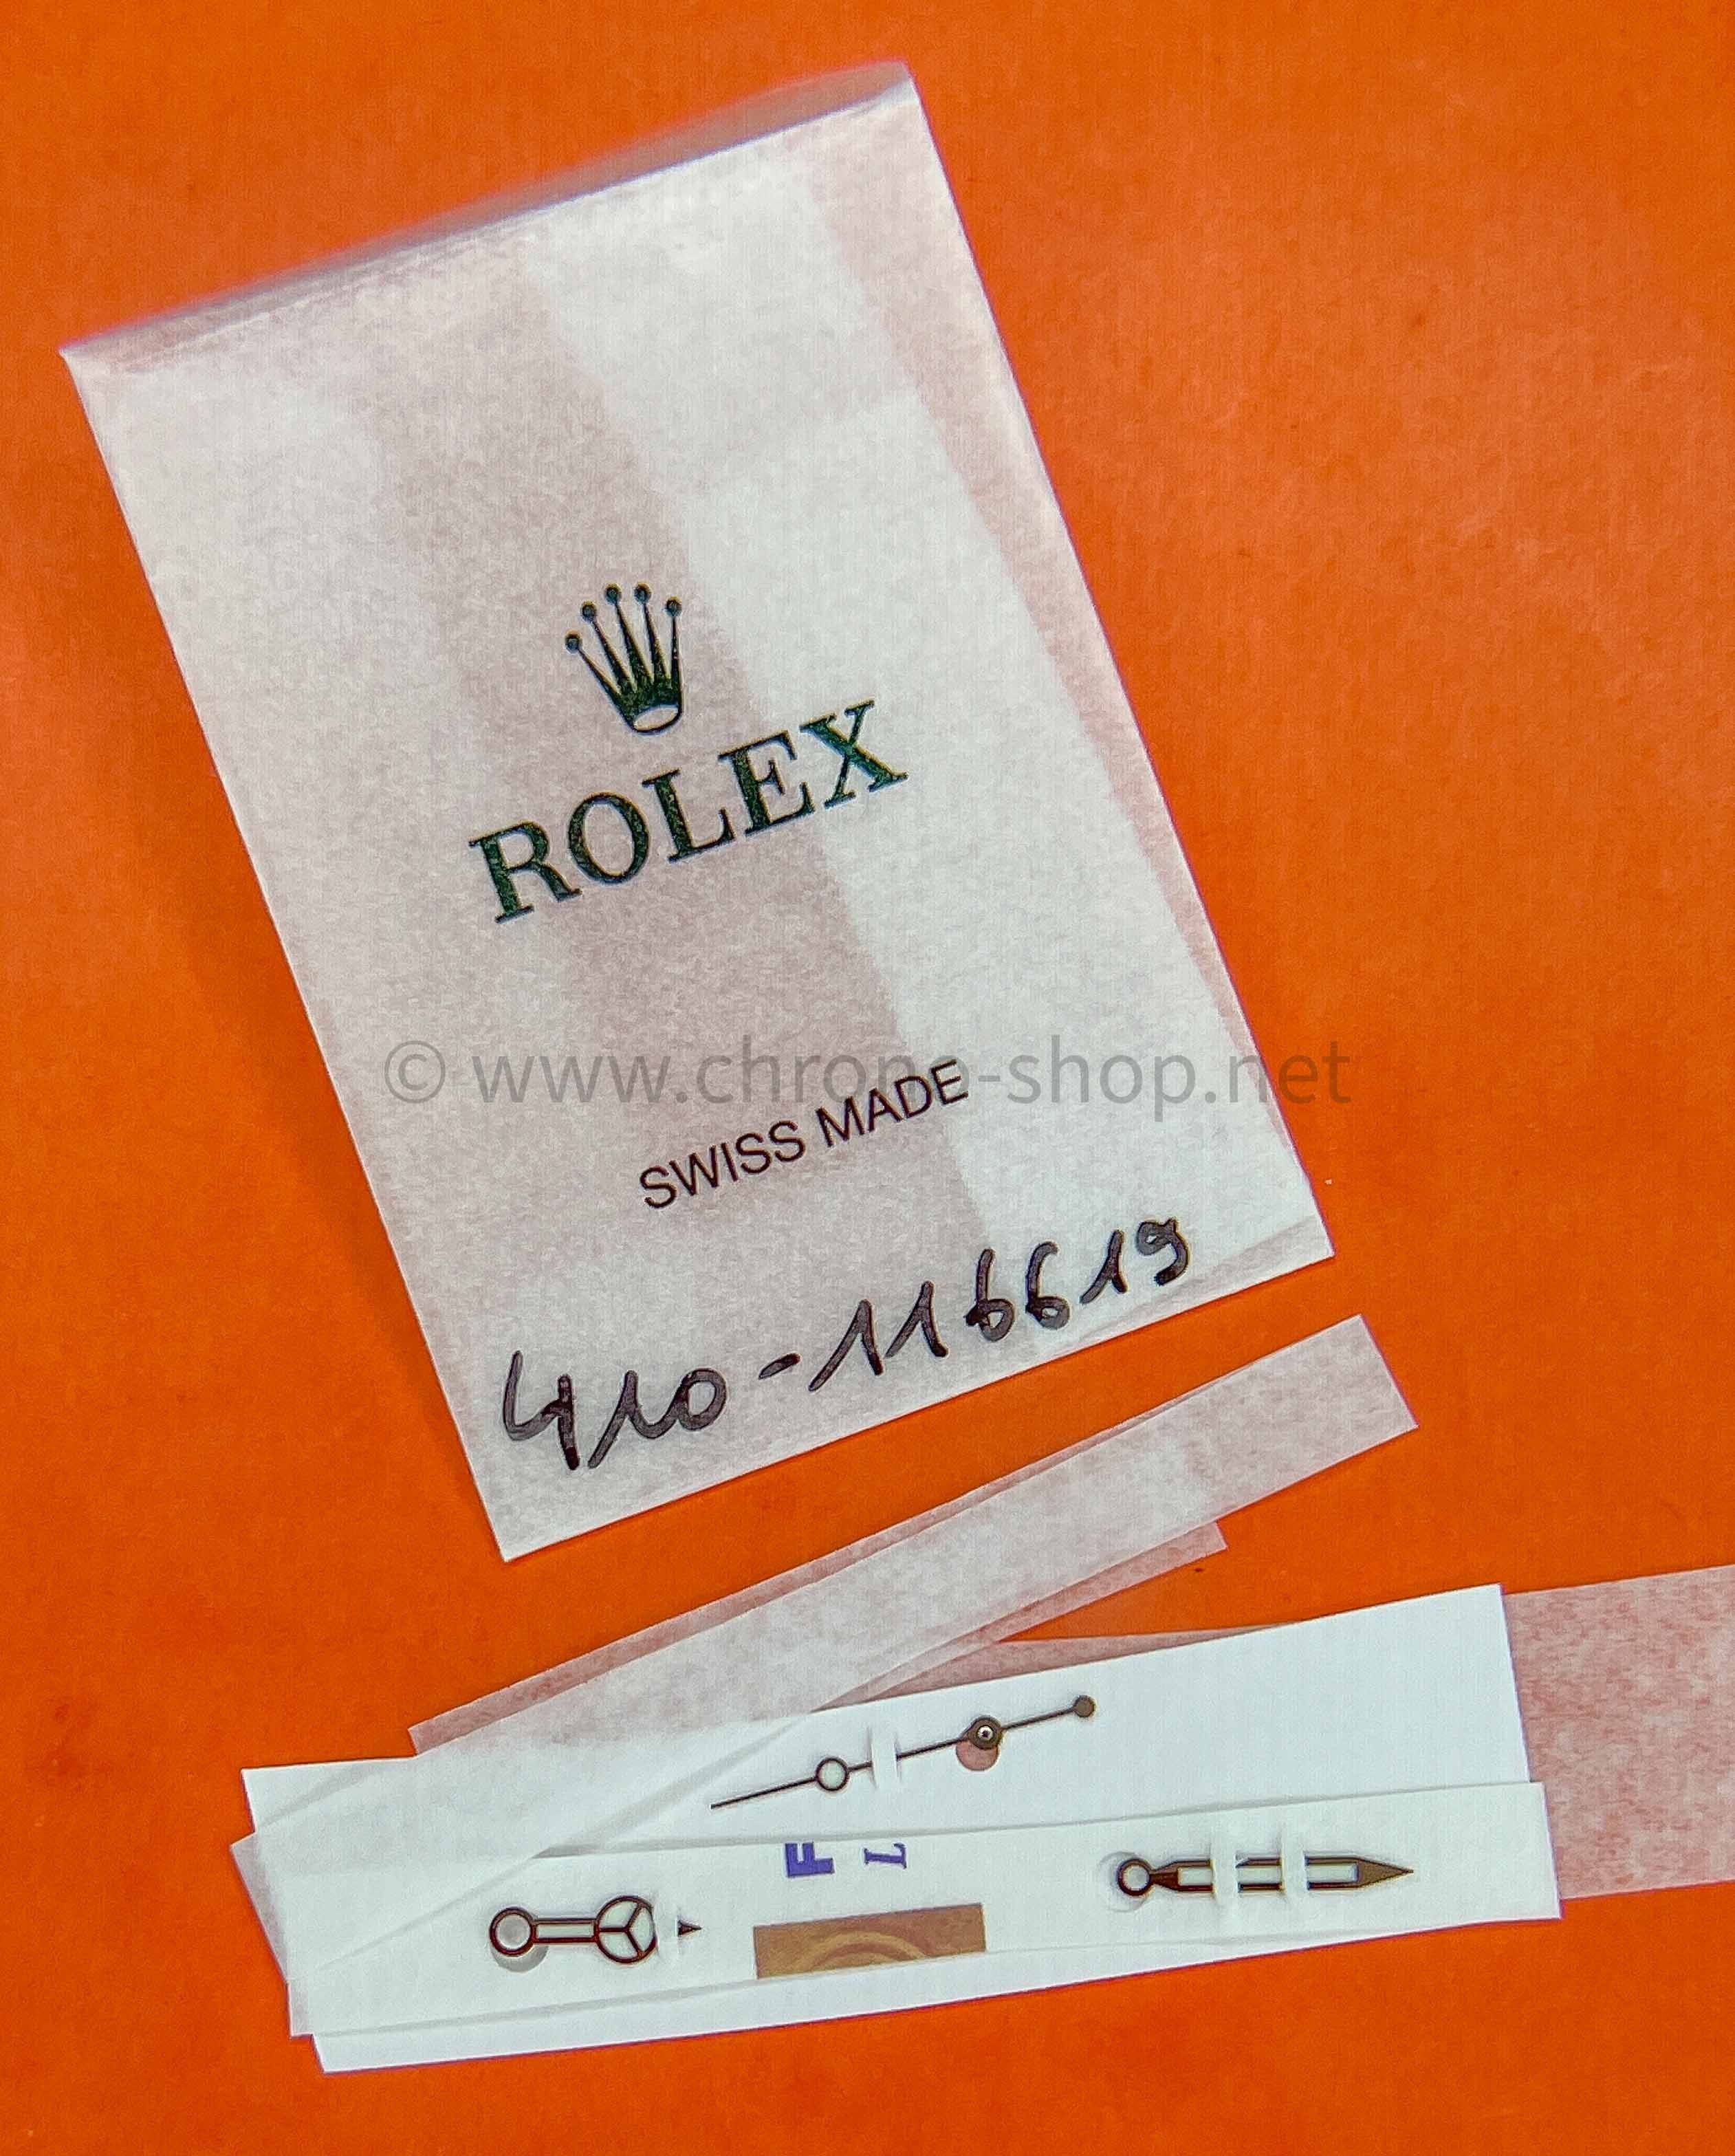 ROLEX
© www.chrono-shop.net
SWISS MADE
410-116619
F
L